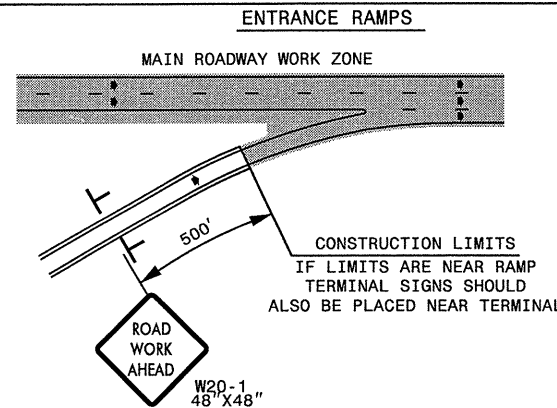 ENTRANCE RAMPS
MAIN ROADWAY WORK ZONE
500'
CONSTRUCTION LIMITS
IF LIMITS ARE NEAR RAMP
TERMINAL SIGNS SHOULD
ALSO BE PLACED NEAR TERMINAL
ROAD
WORK
AHEAD
W20-1
48"X48"